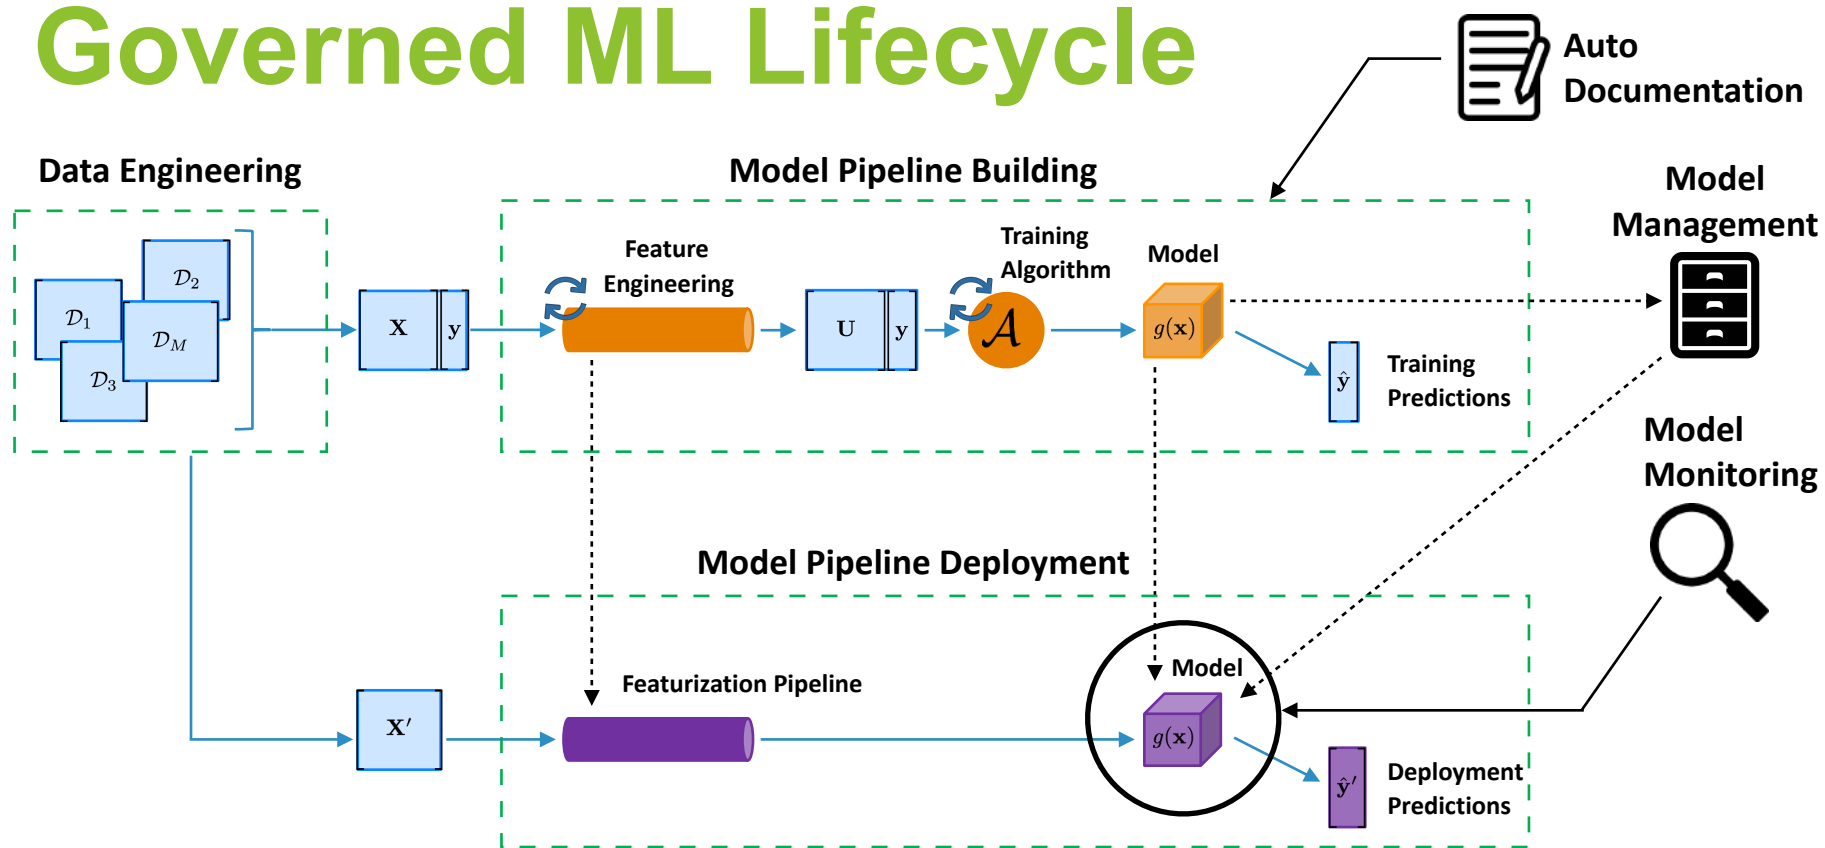 Governed ML Lifecycle
Auto
Documentation
Data Engineering
Model Pipeline Building
Model
Management
𝒟₁
𝒟₂
𝒟₃
𝒟_M
X
y
Feature
Engineering
U
y
Training
Algorithm
𝒜
Model
g(x)
ŷ
Training
Predictions
Model
Monitoring
Model Pipeline Deployment
X′
Featurization Pipeline
Model
g(x)
ŷ′
Deployment
Predictions